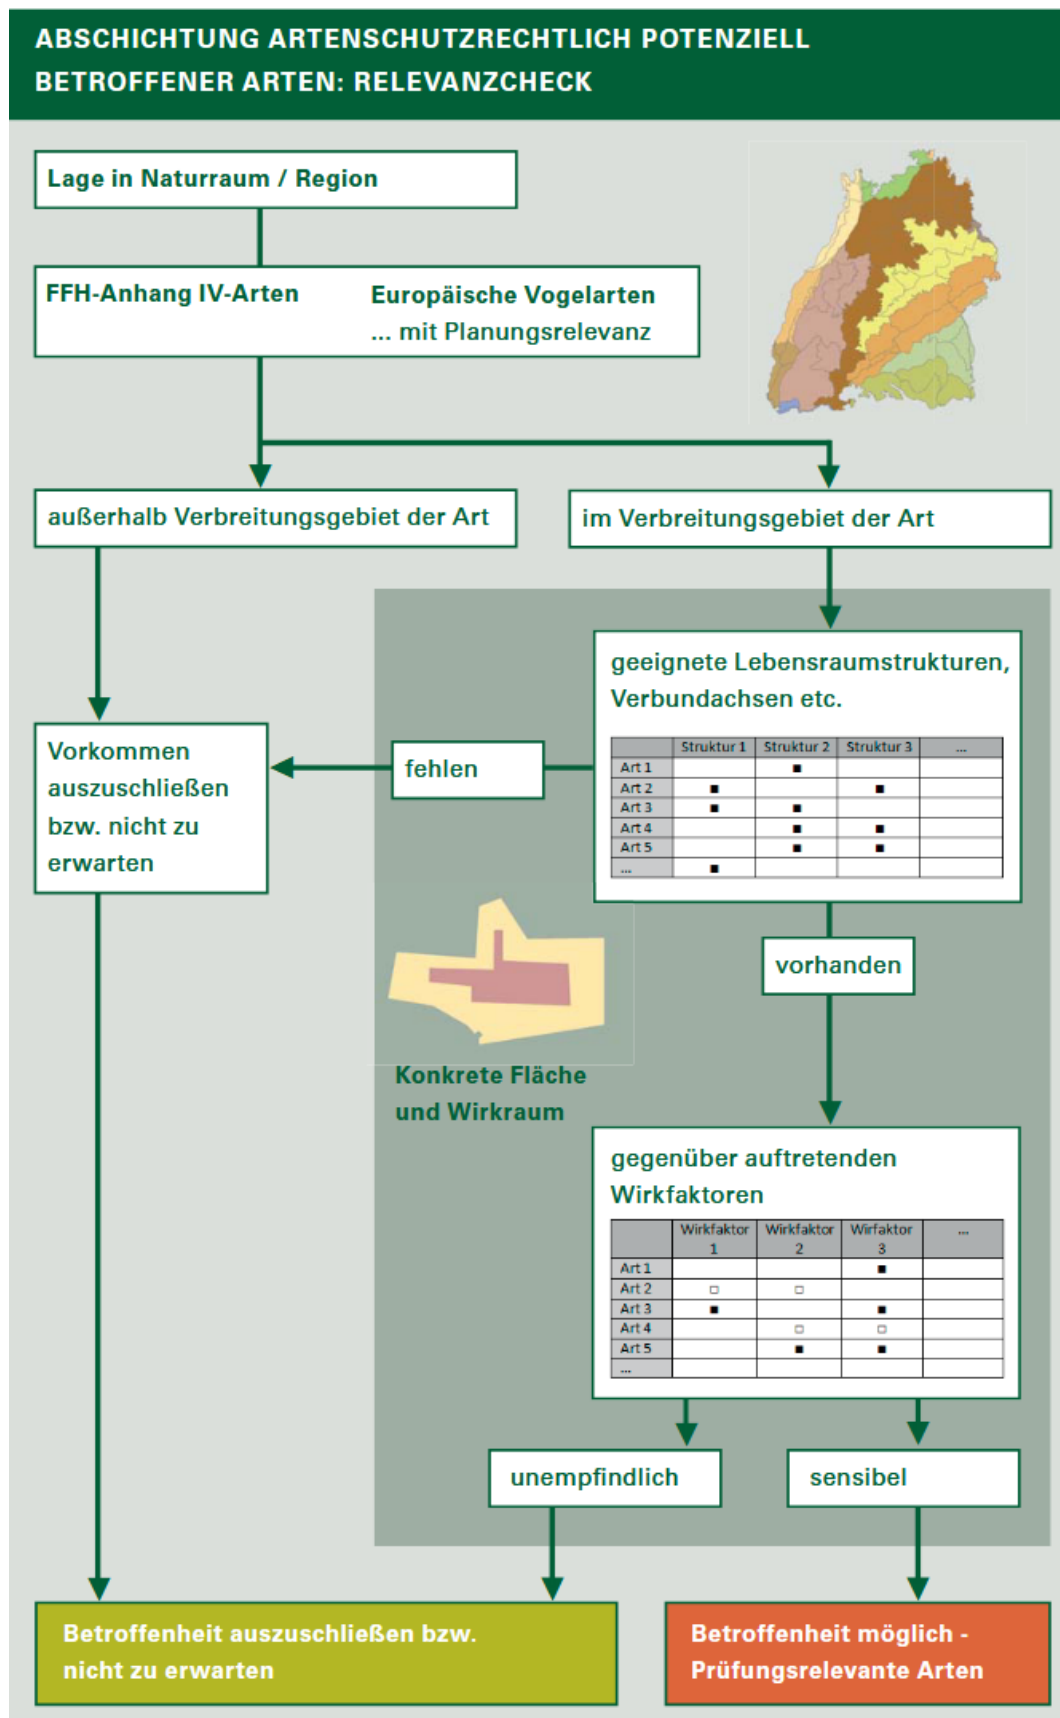 ABSCHICHTUNG ARTENSCHUTZRECHTLICH POTENZIELL
BETROFFENER ARTEN: RELEVANZCHECK
Lage in Naturraum / Region
FFH-Anhang IV-Arten
Europäische Vogelarten
... mit Planungsrelevanz
außerhalb Verbreitungsgebiet der Art
im Verbreitungsgebiet der Art
geeignete Lebensraumstrukturen,
Verbundachsen etc.
Struktur 1 Struktur 2 Struktur 3 ...
Art 1 ■
Art 2 ■ ■
Art 3 ■ ■
Art 4 ■ ■
Art 5 ■ ■
... ■
fehlen
Vorkommen
auszuschließen
bzw. nicht zu
erwarten
vorhanden
Konkrete Fläche
und Wirkraum
gegenüber auftretenden
Wirkfaktoren
Wirkfaktor Wirkfaktor Wirfaktor ...
1 2 3
Art 1 ■
Art 2 □ □
Art 3 ■ ■
Art 4 □ □
Art 5 ■ ■
...
unempfindlich
sensibel
Betroffenheit auszuschließen bzw.
nicht zu erwarten
Betroffenheit möglich -
Prüfungsrelevante Arten